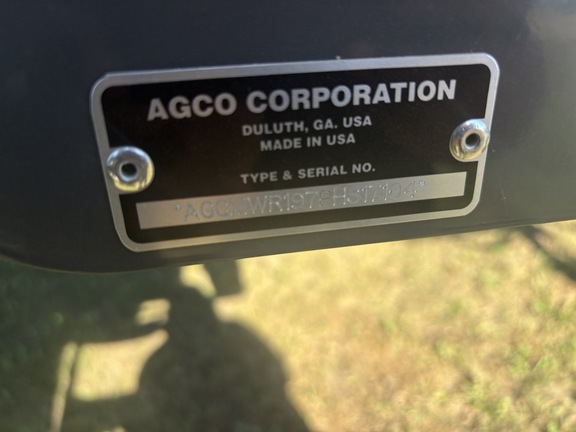 AGCO CORPORATION
DULUTH, GA. USA
MADE IN USA
TYPE & SERIAL NO.